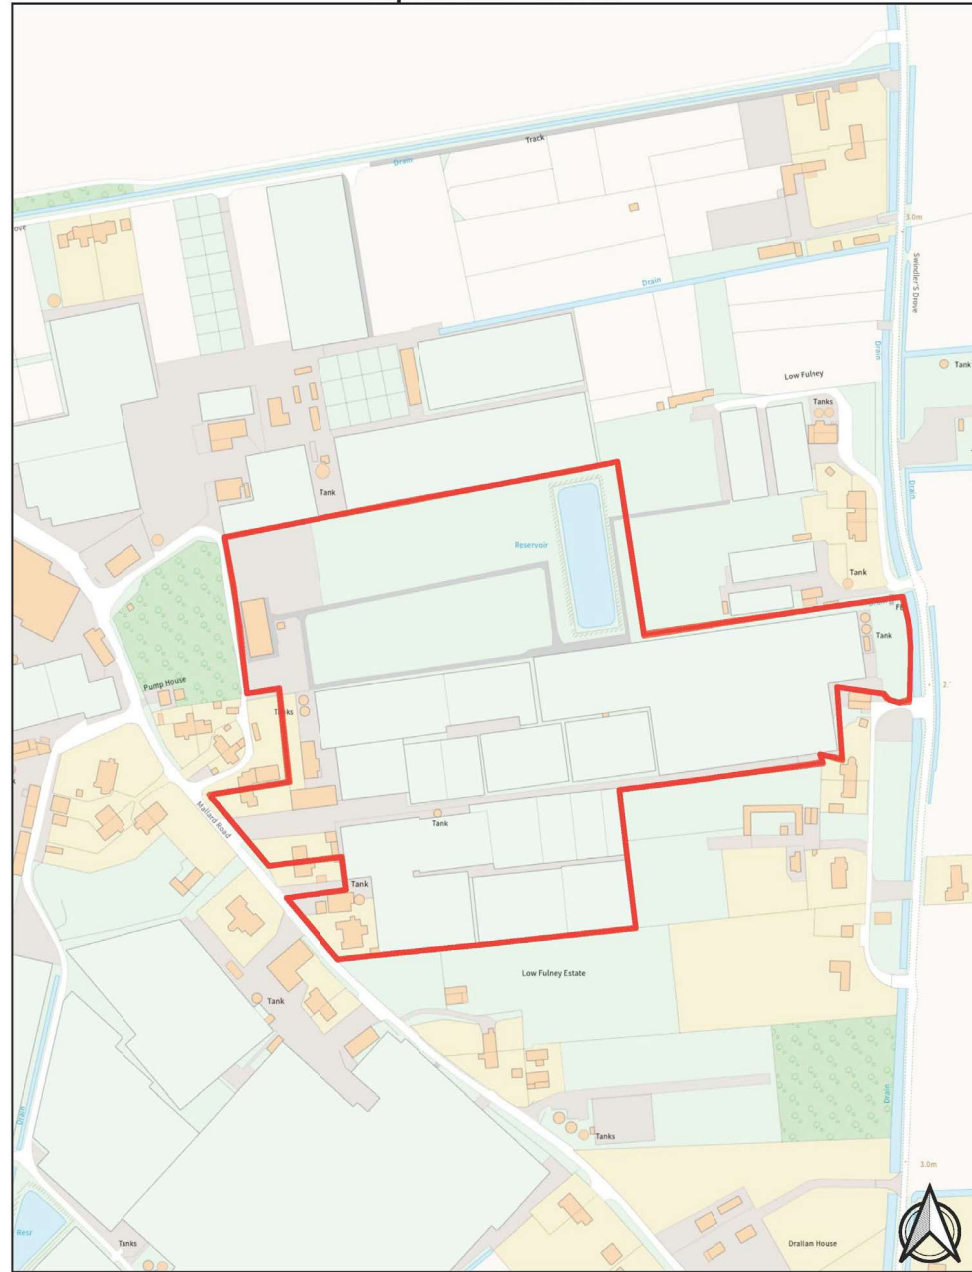 Track
Drain
3.0m
Swindler'S Drove
Drain
Drain
Tank
Low Fulney
Tanks
Tank
Drain
Reservoir
Tank
Tank
Pump House
Tanks
Mallard Road
Tank
Tank
Low Fulney Estate
Tank
Drain
Drain
Tanks
3.0m
Resr
Tanks
Drallam House